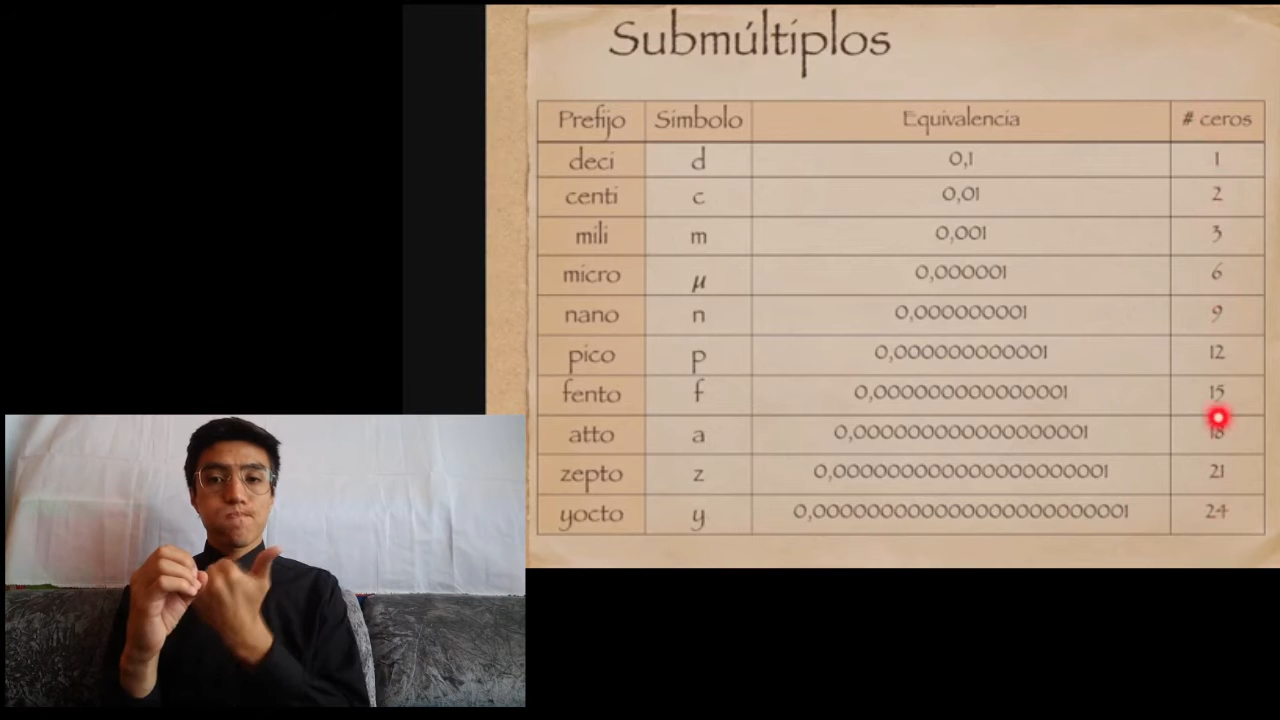 Submúltiplos
Prefijo Simbolo Equivalencia # ceros
deci d 0,1 1
centi c 0,01 2
mili m 0,001 3
micro μ 0,000001 6
nano n 0,000000001 9
pico p 0,000000000001 12
fento f 0,000000000000001 15
atto a 0,000000000000000001 18
zepto z 0,000000000000000000001 21
yocto y 0,000000000000000000000001 24